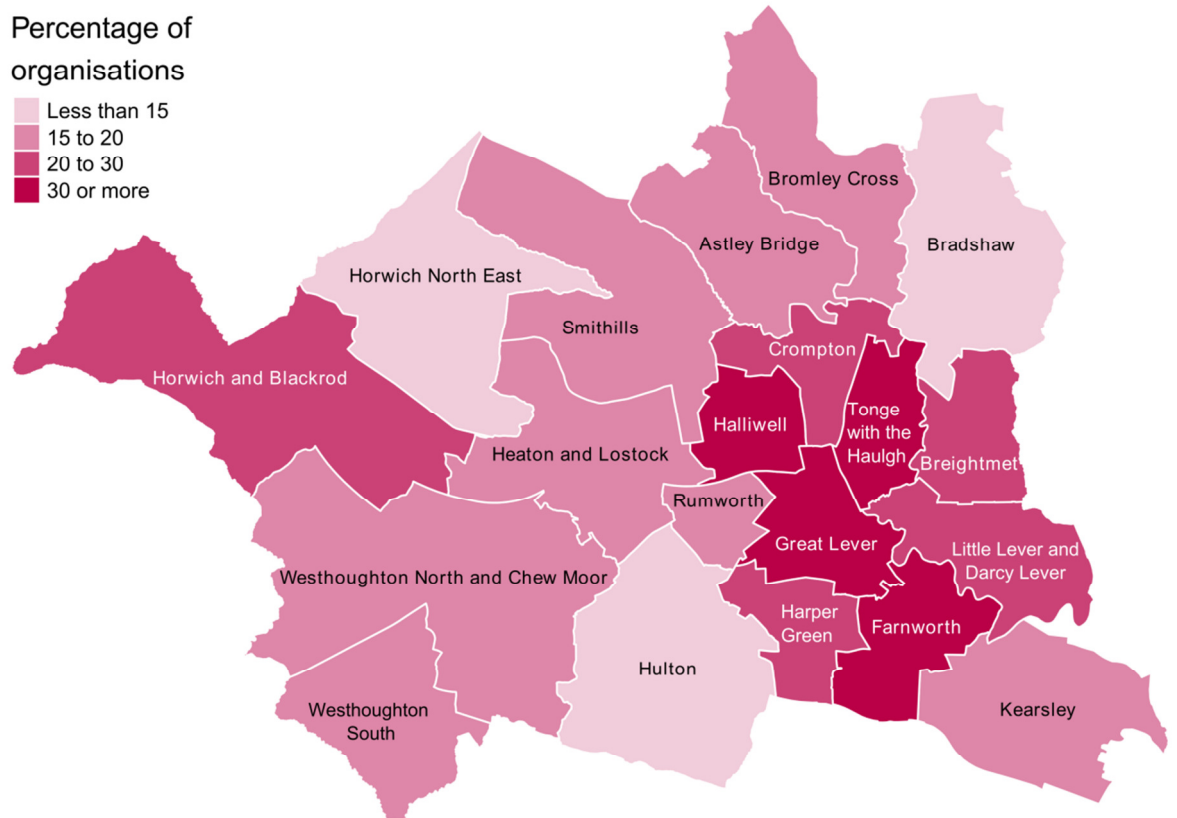 Percentage of
organisations
Less than 15
15 to 20
20 to 30
30 or more
Bromley Cross
Astley Bridge
Bradshaw
Horwich North East
Smithills
Crompton
Horwich and Blackrod
Halliwell
Tonge
with the
Haulgh
Heaton and Lostock
Breightmet
Rumworth
Great Lever
Little Lever and
Darcy Lever
Westhoughton North and Chew Moor
Harper
Green
Farnworth
Hulton
Westhoughton
South
Kearsley